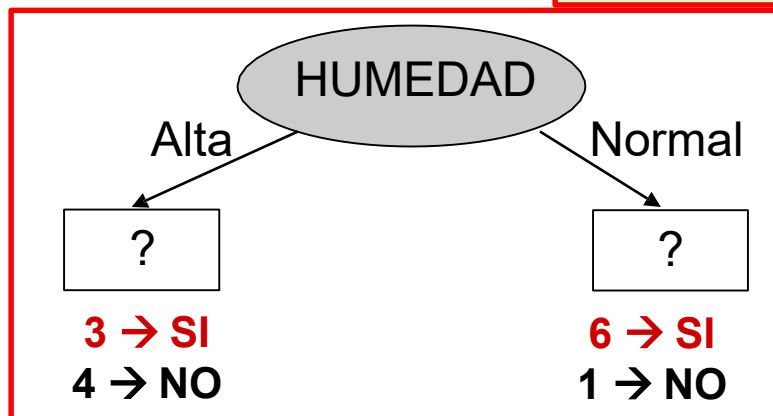 HUMEDAD
Alta Normal
? ?
3 → SI 6 → SI
4 → NO 1 → NO